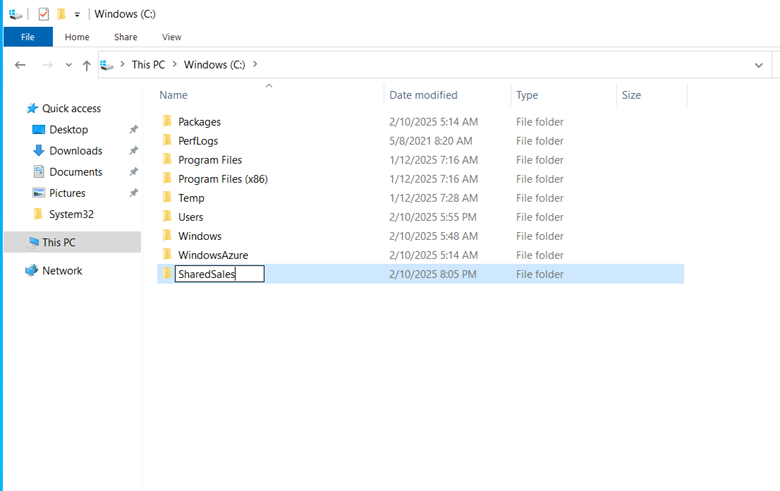 Windows (C:)
File Home Share View
This PC Windows (C:)
Name Date modified Type Size
Quick access
Desktop
Downloads
Documents
Pictures
System32
This PC
Network
Packages 2/10/2025 5:14 AM File folder
PerfLogs 5/8/2021 8:20 AM File folder
Program Files 1/12/2025 7:16 AM File folder
Program Files (x86) 1/12/2025 7:16 AM File folder
Temp 1/12/2025 7:28 AM File folder
Users 2/10/2025 5:55 PM File folder
Windows 2/10/2025 5:48 AM File folder
WindowsAzure 2/10/2025 5:14 AM File folder
SharedSales 2/10/2025 8:05 PM File folder